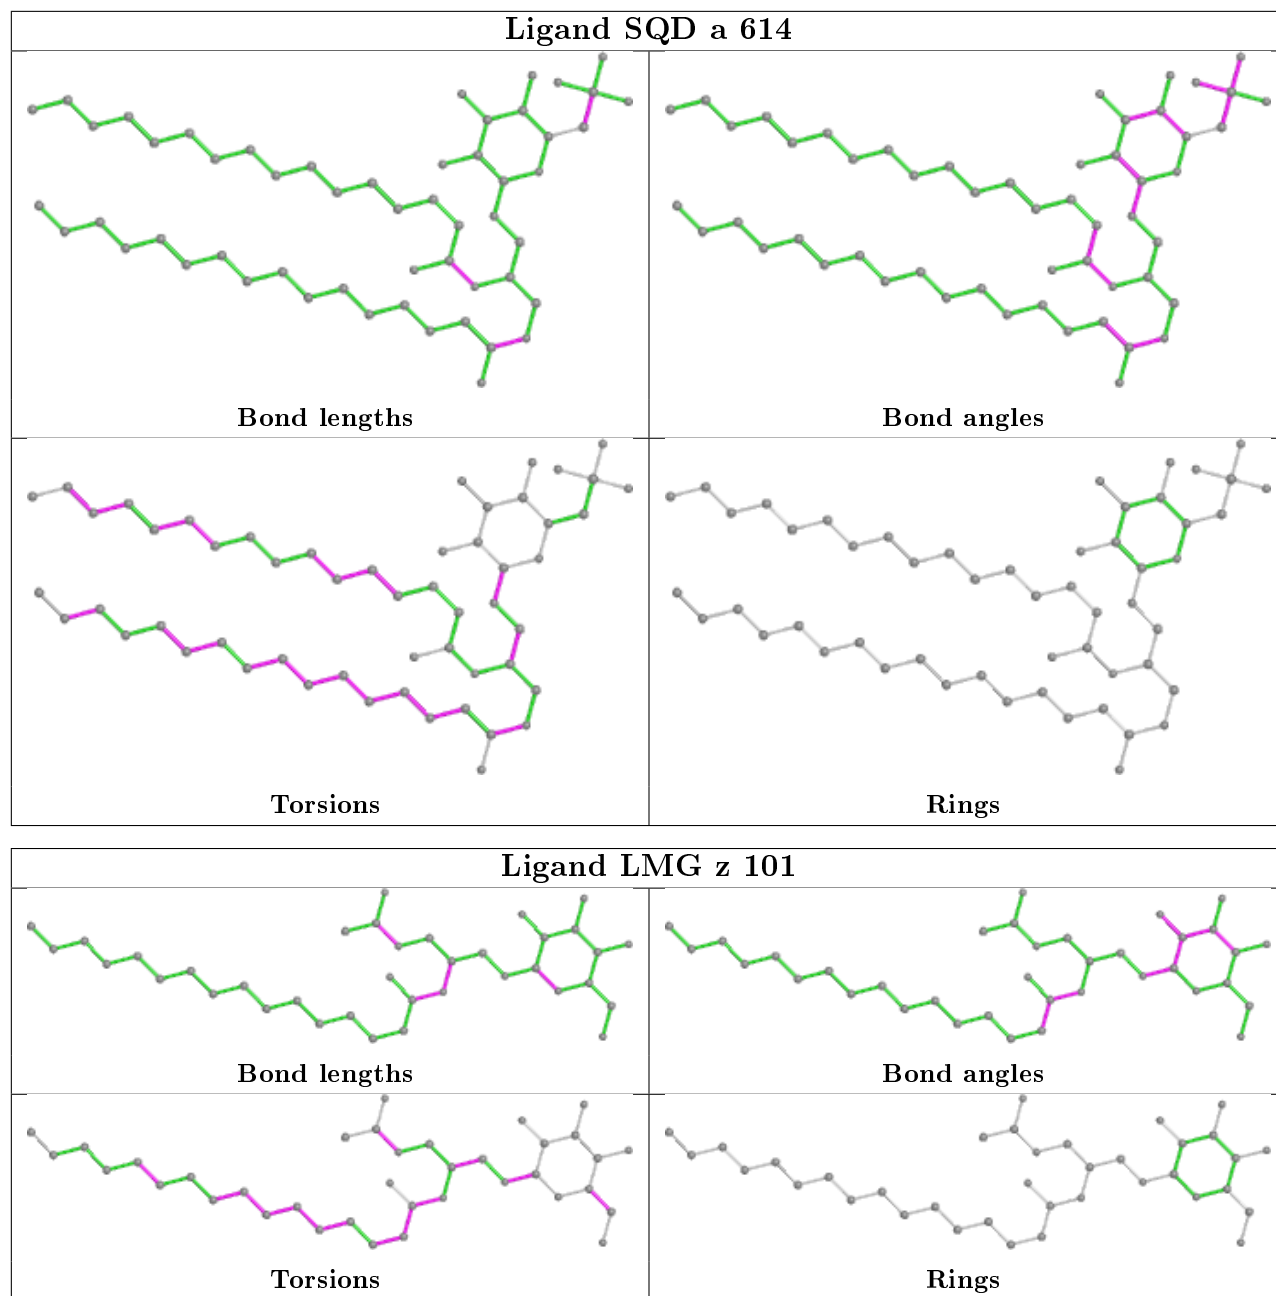 Ligand SQD a 614
Bond lengths
Bond angles
Torsions
Rings
Ligand LMG z 101
Bond lengths
Bond angles
Torsions
Rings